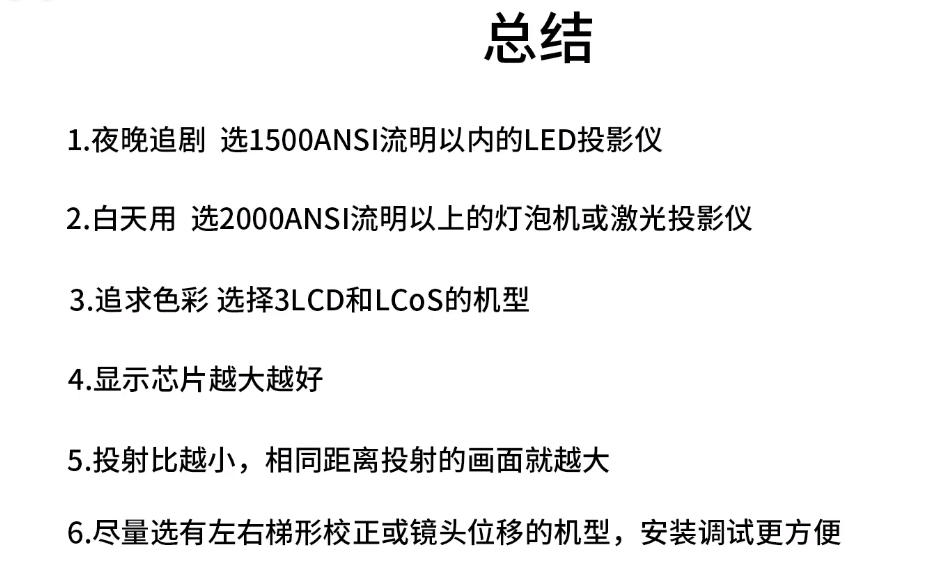 总结
1.夜晚追剧 选1500ANSI流明以内的LED投影仪
2.白天用 选2000ANSI流明以上的灯泡机或激光投影仪
3.追求色彩 选择3LCD和LCoS的机型
4.显示芯片越大越好
5.投射比越小，相同距离投射的画面就越大
6.尽量选有左右梯形校正或镜头位移的机型，安装调试更方便